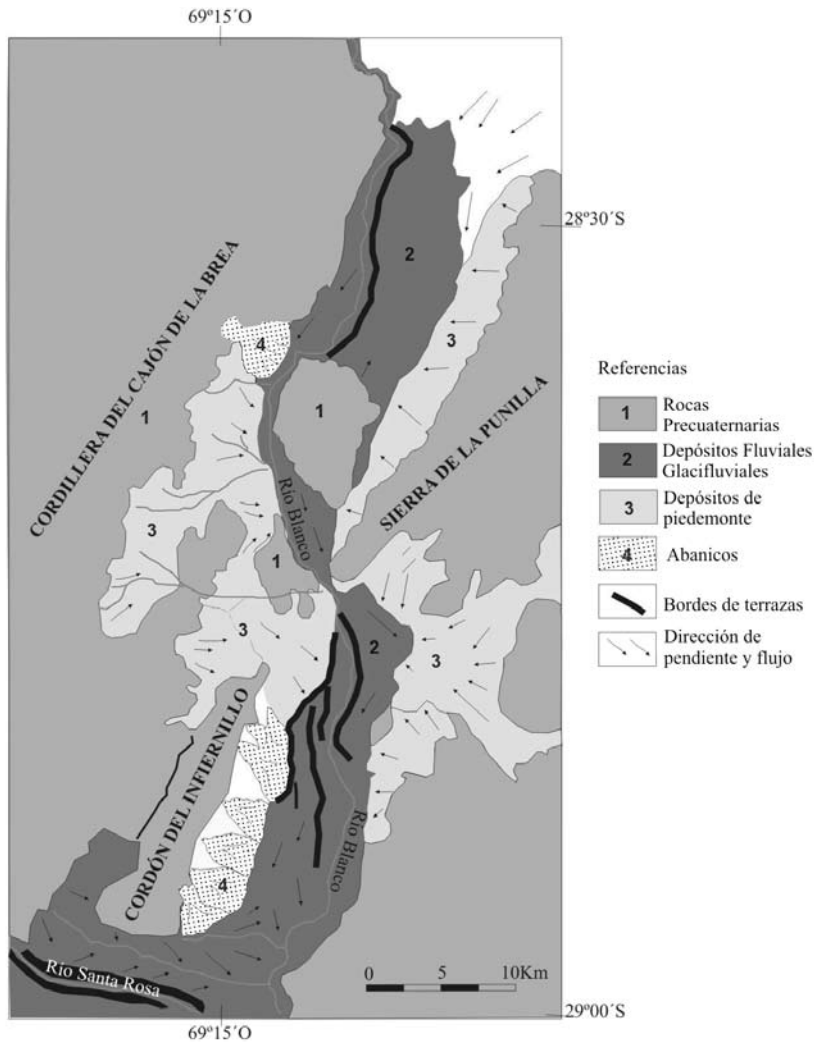 69º15´O
28º30´S
2
CORDILLERA DEL CAJÓN DE LA BREA
4
3
1
1
SIERRA DE LA PUNILLA
Río Blanco
3
1
3
2
3
CORDÓN DEL INFIERNILLO
Río Blanco
4
Río Santa Rosa
0 5 10Km
69º15´O
29º00´S
Referencias
1 Rocas
Precuaternarias
2 Depósitos Fluviales
Glacifluviales
3 Depósitos de
piedemonte
4 Abanicos
Bordes de terrazas
Dirección de
pendiente y flujo